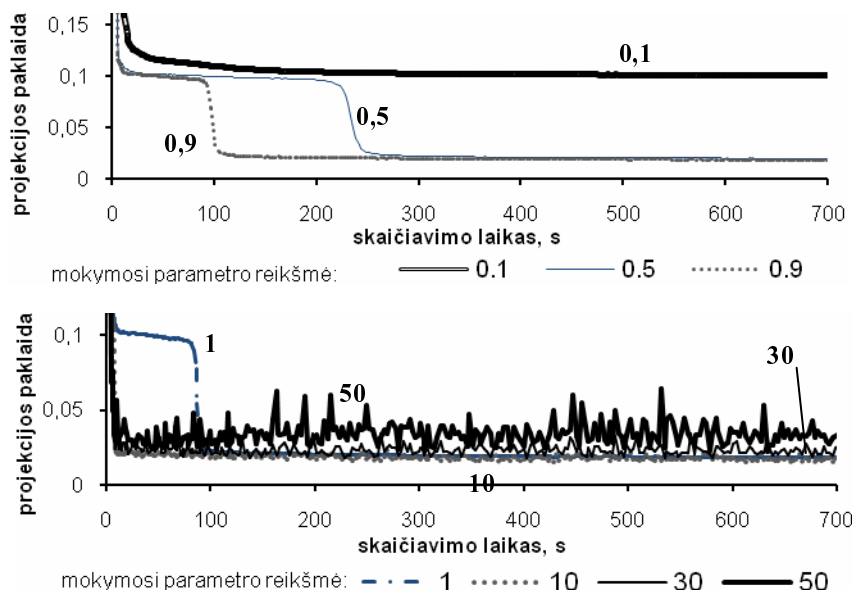 projekcijos paklaida
0,15
0,1
0,05
0
0,1
0,5
0,9
0 100 200 300 400 500 600 700
skaičiavimo laikas, s
mokymosi parametro reikšmė: 0.1 0.5 0.9
projekcijos paklaida
0,1
0,05
0
1
50
30
10
0 100 200 300 400 500 600 700
skaičiavimo laikas, s
mokymosi parametro reikšmė: 1 10 30 50